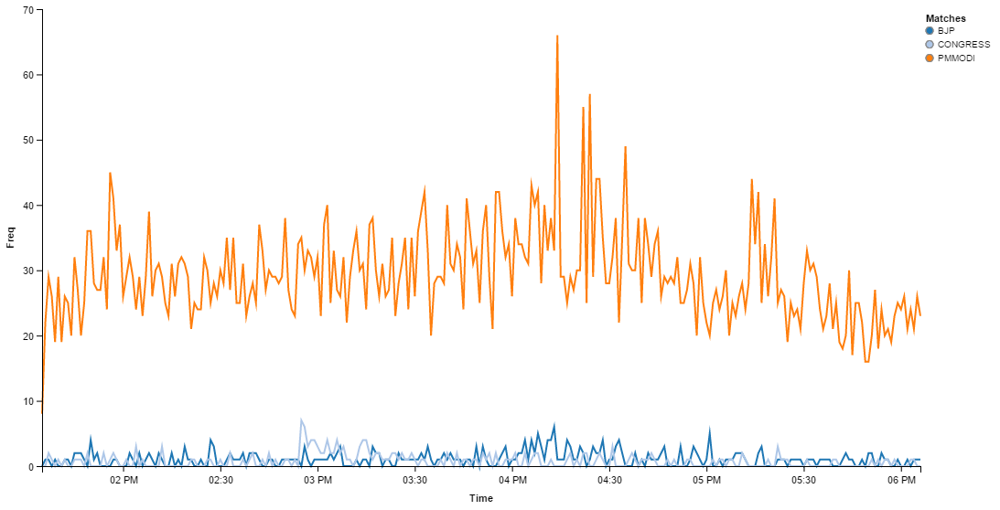 70
60
50
40
30
20
10
0
Freq
02 PM
02:30
03 PM
03:30
04 PM
04:30
05 PM
05:30
06 PM
Time
Matches
BJP
CONGRESS
PMMODI